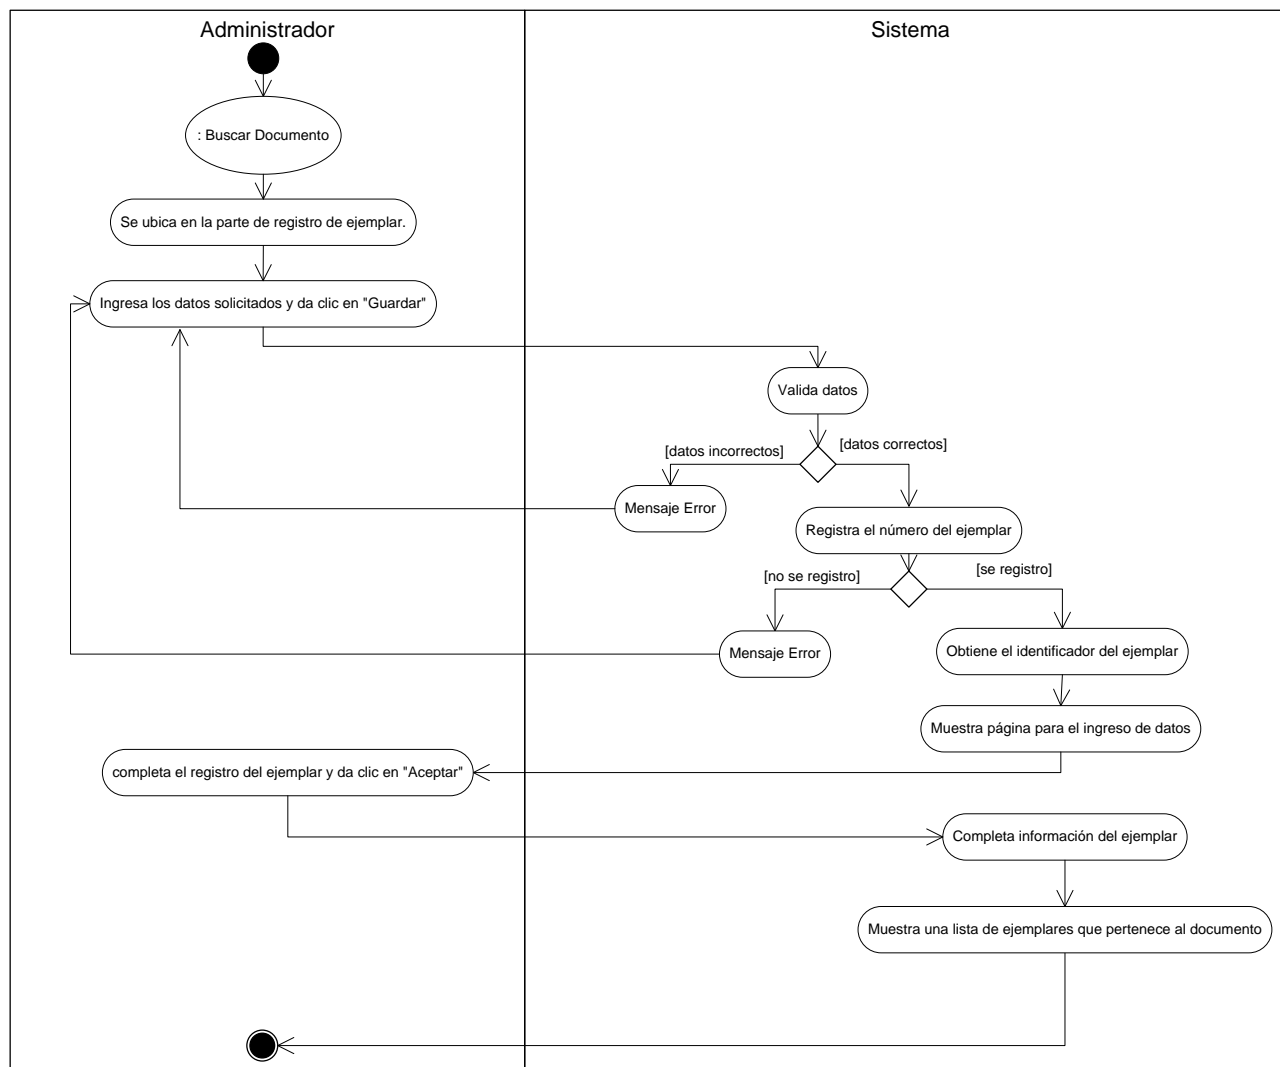 Administrador
Sistema
: Buscar Documento
Se ubica en la parte de registro de ejemplar.
Ingresa los datos solicitados y da clic en "Guardar"
Valida datos
[datos incorrectos]
[datos correctos]
Mensaje Error
Registra el número del ejemplar
[no se registro]
[se registro]
Mensaje Error
Obtiene el identificador del ejemplar
Muestra página para el ingreso de datos
completa el registro del ejemplar y da clic en "Aceptar"
Completa información del ejemplar
Muestra una lista de ejemplares que pertenece al documento